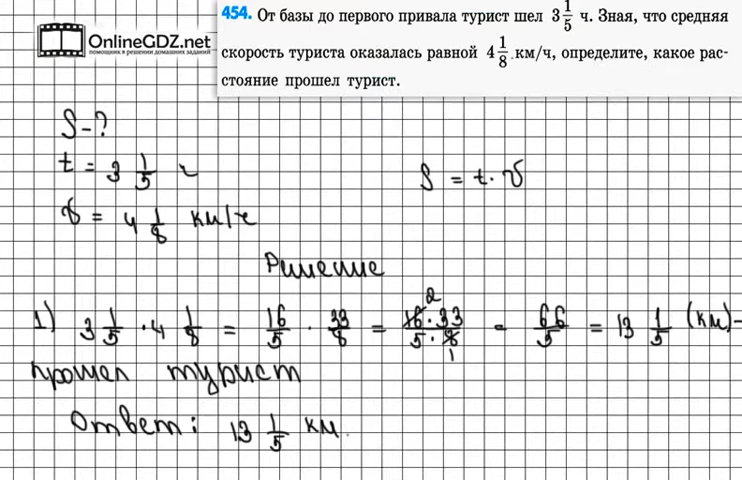 OnlineGDZ.net
помощник в решении домашних заданий
454. От базы до первого привала турист шел 3 1/5 ч. Зная, что средняя
скорость туриста оказалась равной 4 1/8 км/ч, определите, какое рас-
стояние прошел турист.
S - ?
t = 3 1/5 ч
S = t · v
v = 4 1/8 км/ч
Решение
1) 3 1/5 · 4 1/8 = 16/5 · 33/8 = 16 2 · 33 / 5 · 8 1 = 66/5 = 13 1/5 (км) -
прошел турист
Ответ: 13 1/5 км.